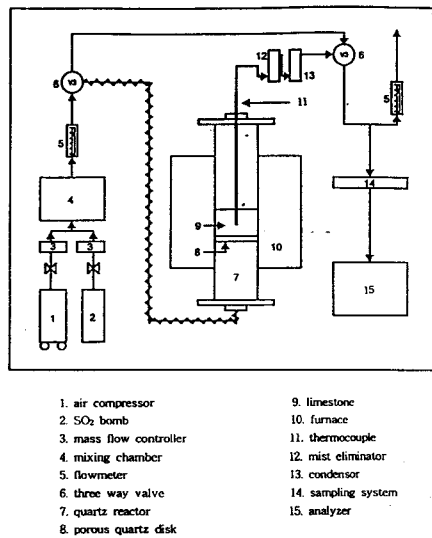 V3
6
5
4
3
3
1
2
12
13
V3
6
11
5
9
8
10
7
14
15
1. air compressor
2. SO₂ bomb
3. mass flow controller
4. mixing chamber
5. flowmeter
6. three way valve
7. quartz reactor
8. porous quartz disk
9. limestone
10. furnace
11. thermocouple
12. mist eliminator
13. condensor
14. sampling system
15. analyzer